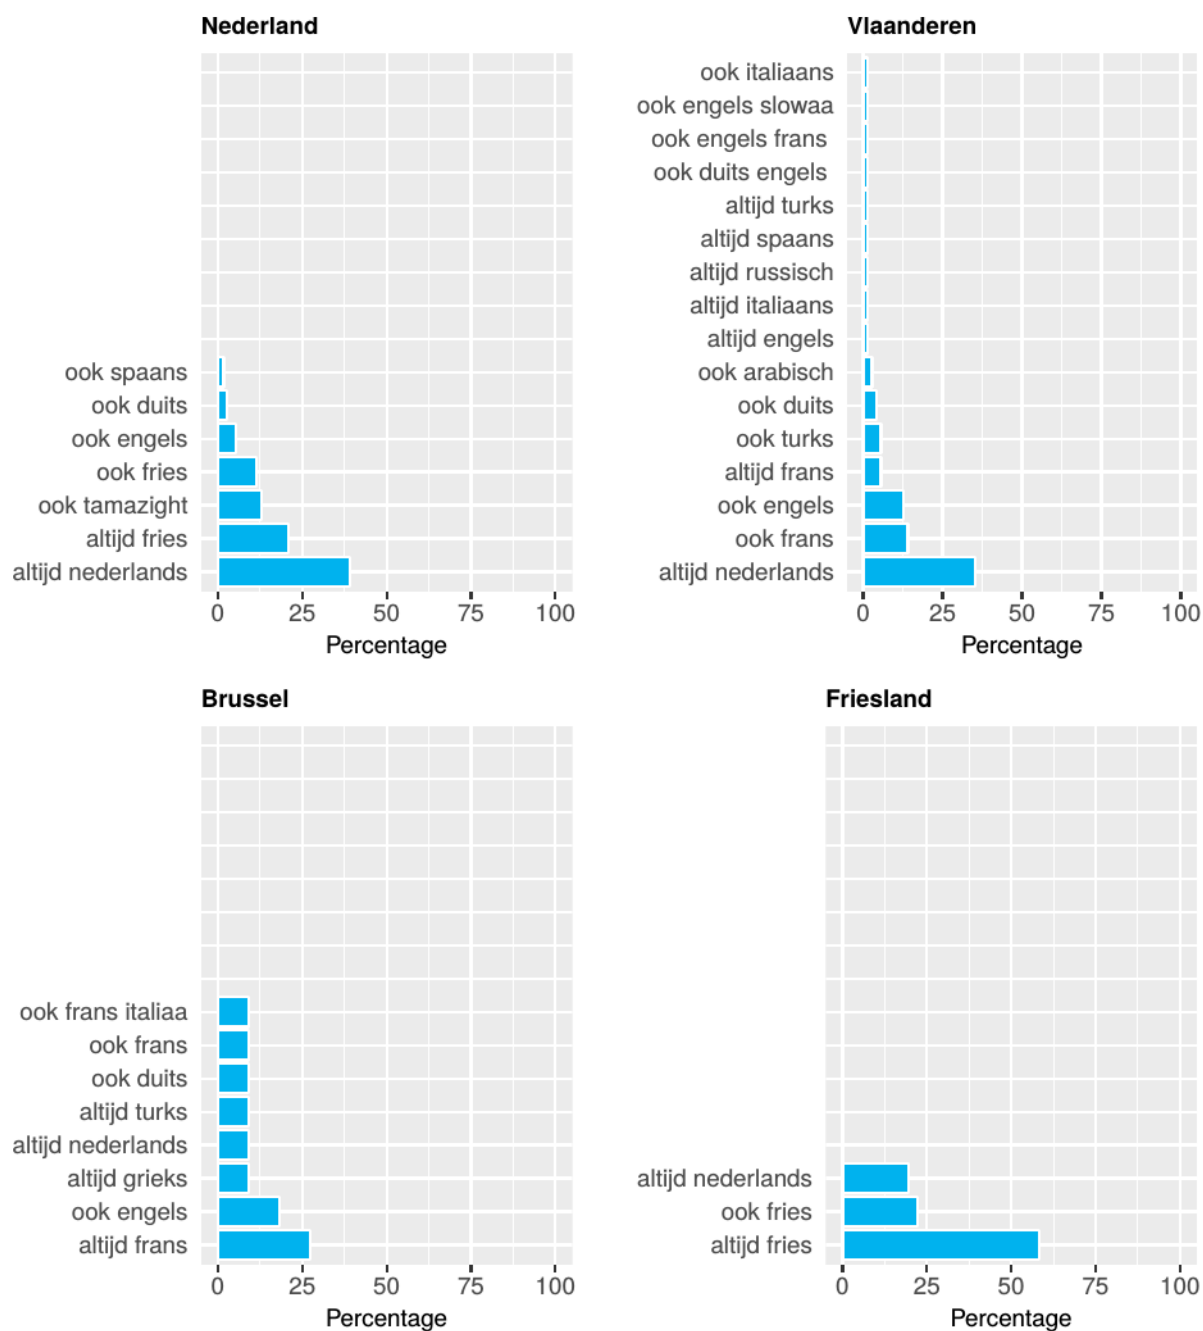 Nederland
ook spaans
ook duits
ook engels
ook fries
ook tamazight
altijd fries
altijd nederlands
0 25 50 75 100
Percentage
Vlaanderen
ook italiaans
ook engels slowaa
ook engels frans
ook duits engels
altijd turks
altijd spaans
altijd russisch
altijd italiaans
altijd engels
ook arabisch
ook duits
ook turks
altijd frans
ook engels
ook frans
altijd nederlands
0 25 50 75 100
Percentage
Brussel
ook frans italiaa
ook frans
ook duits
altijd turks
altijd nederlands
altijd grieks
ook engels
altijd frans
0 25 50 75 100
Percentage
Friesland
altijd nederlands
ook fries
altijd fries
0 25 50 75 100
Percentage